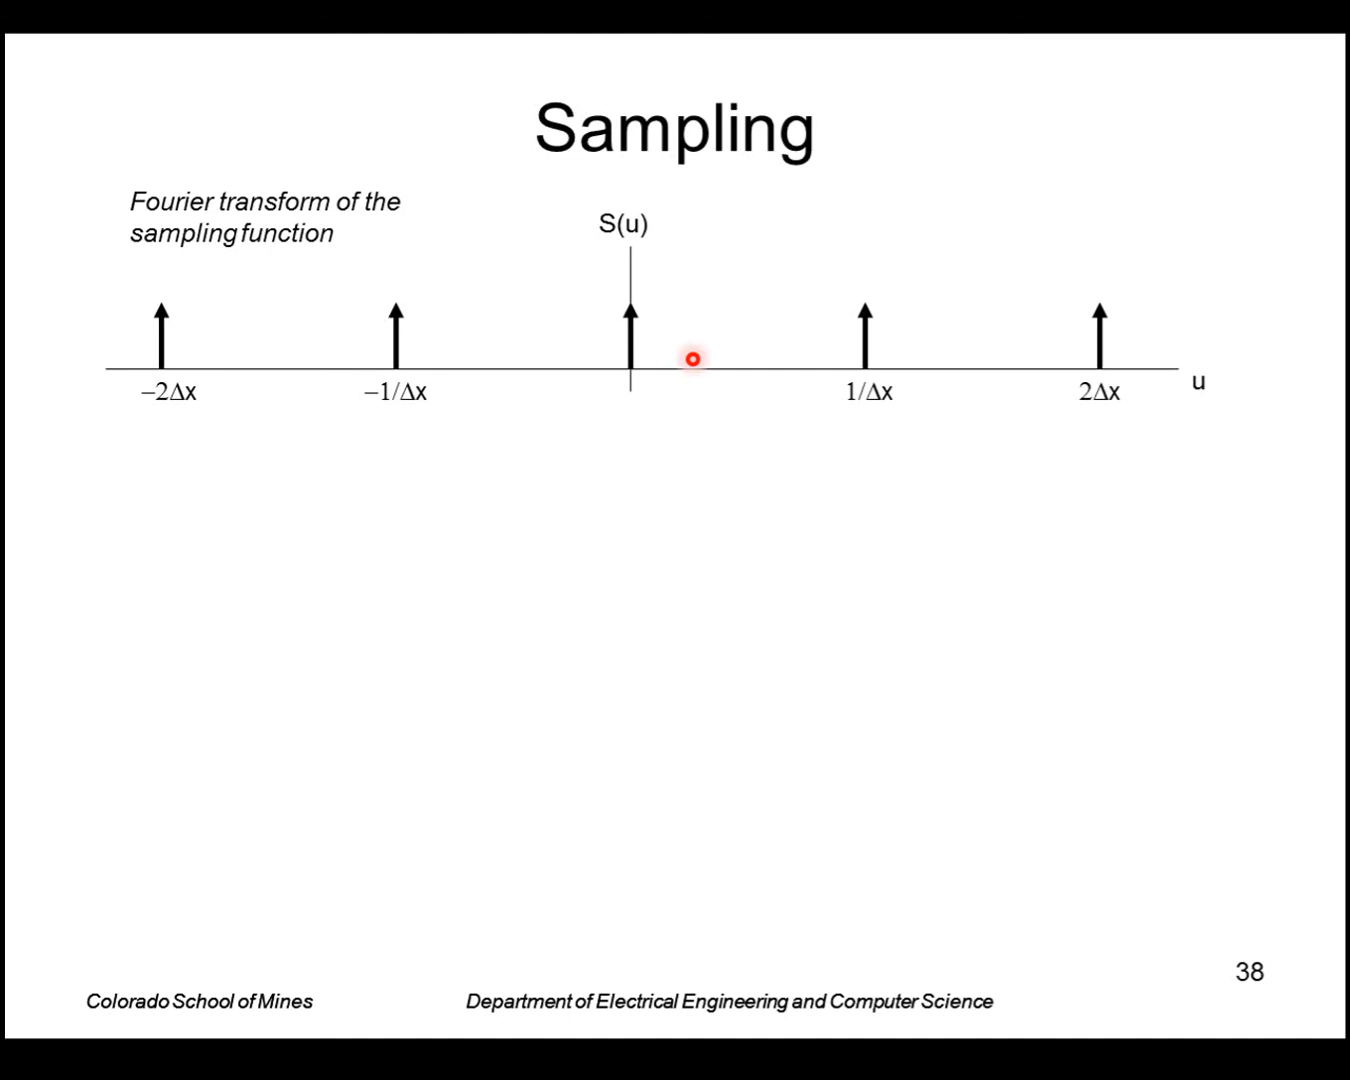 Sampling
Fourier transform of the
sampling function
S(u)
−2Δx
−1/Δx
1/Δx
2Δx
u
38
Colorado School of Mines
Department of Electrical Engineering and Computer Science